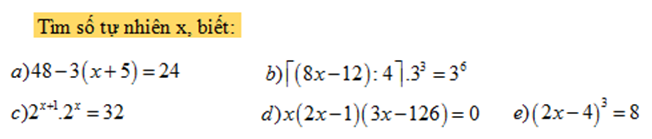 Tìm số tự nhiên x, biết:
a)48−3(x+5)=24 b)⌈(8x−12):4⌉.3³=3⁶
c)2ˣ⁺¹.2ˣ=32 d)x(2x−1)(3x−126)=0 e)(2x−4)³=8